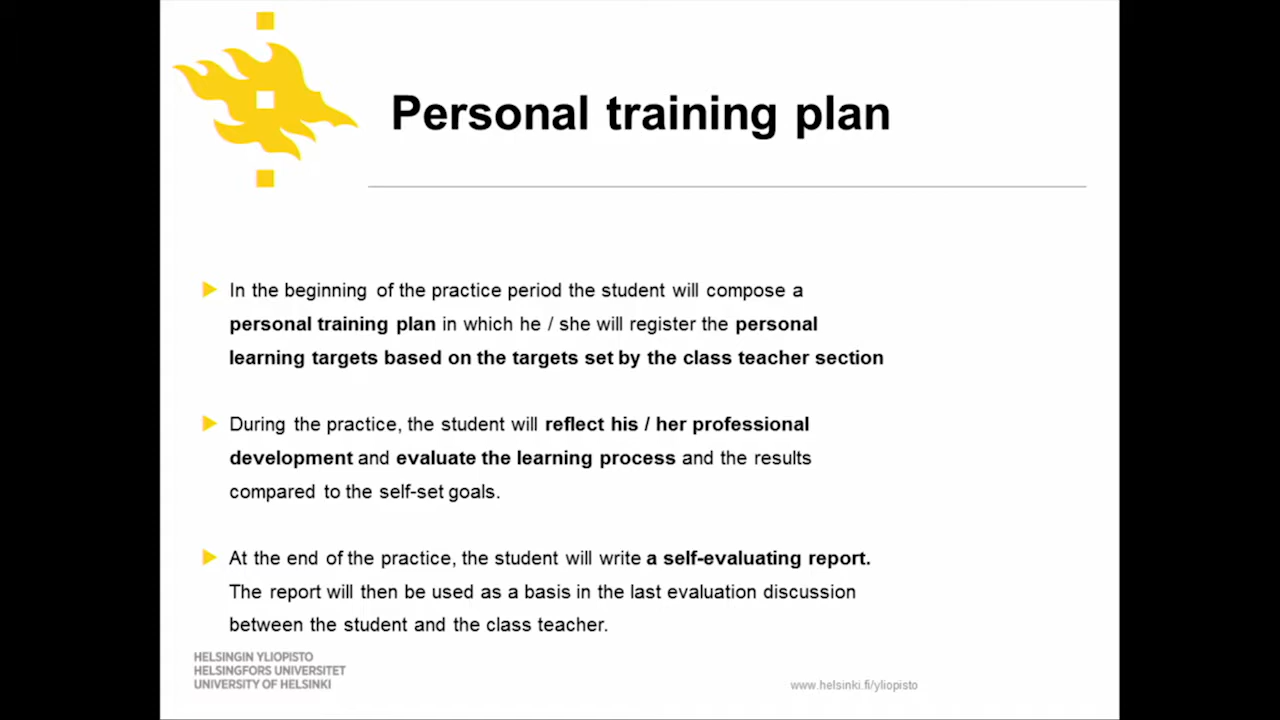 Personal training plan
In the beginning of the practice period the student will compose a
personal training plan in which he / she will register the personal
learning targets based on the targets set by the class teacher section
During the practice, the student will reflect his / her professional
development and evaluate the learning process and the results
compared to the self-set goals.
At the end of the practice, the student will write a self-evaluating report.
The report will then be used as a basis in the last evaluation discussion
between the student and the class teacher.
HELSINGIN YLIOPISTO
HELSINGFORS UNIVERSITET
UNIVERSITY OF HELSINKI
www.helsinki.fi/yliopisto